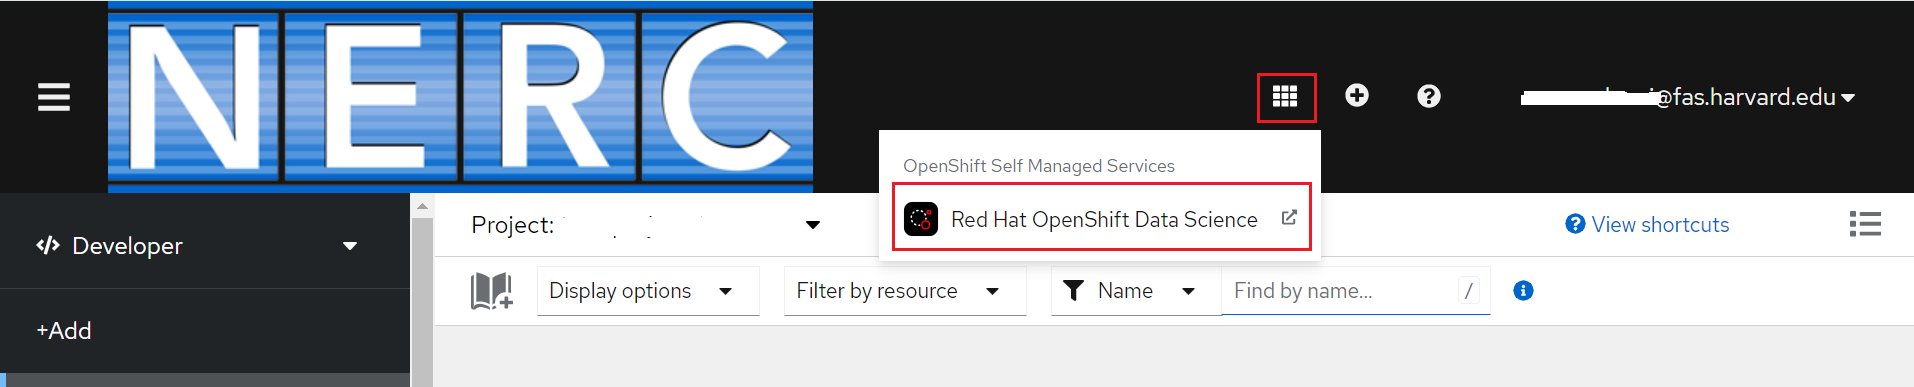 NERC
@fas.harvard.edu
OpenShift Self Managed Services
Red Hat OpenShift Data Science
Developer
Project:
View shortcuts
Display options
Filter by resource
Name
Find by name...
/
+Add